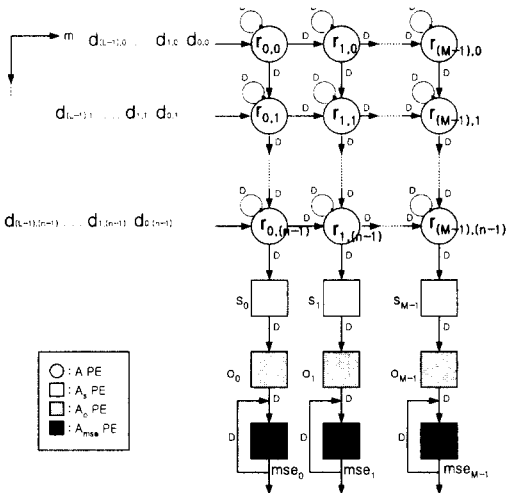 D D D
m d(L-1),0 . . . d1,0 d0,0 r0,0 D r1,0 D D r(M-1),0
D D D
D D D
d(L-1),1 . . . d1,1 d0,1 r0,1 D r1,1 D D r(M-1),1
D D D
D D D
D D D
d(L-1),(n-1) . . . d1,(n-1) d0,(n-1) r0,(n-1) D r1,(n-1) D D r(M-1),(n-1)
D D D
s0 s1 sM-1
D D D
o0 o1 oM-1
: A PE
: As PE
: Ao PE
: Amse PE
D D D
mse0 mse1 mseM-1